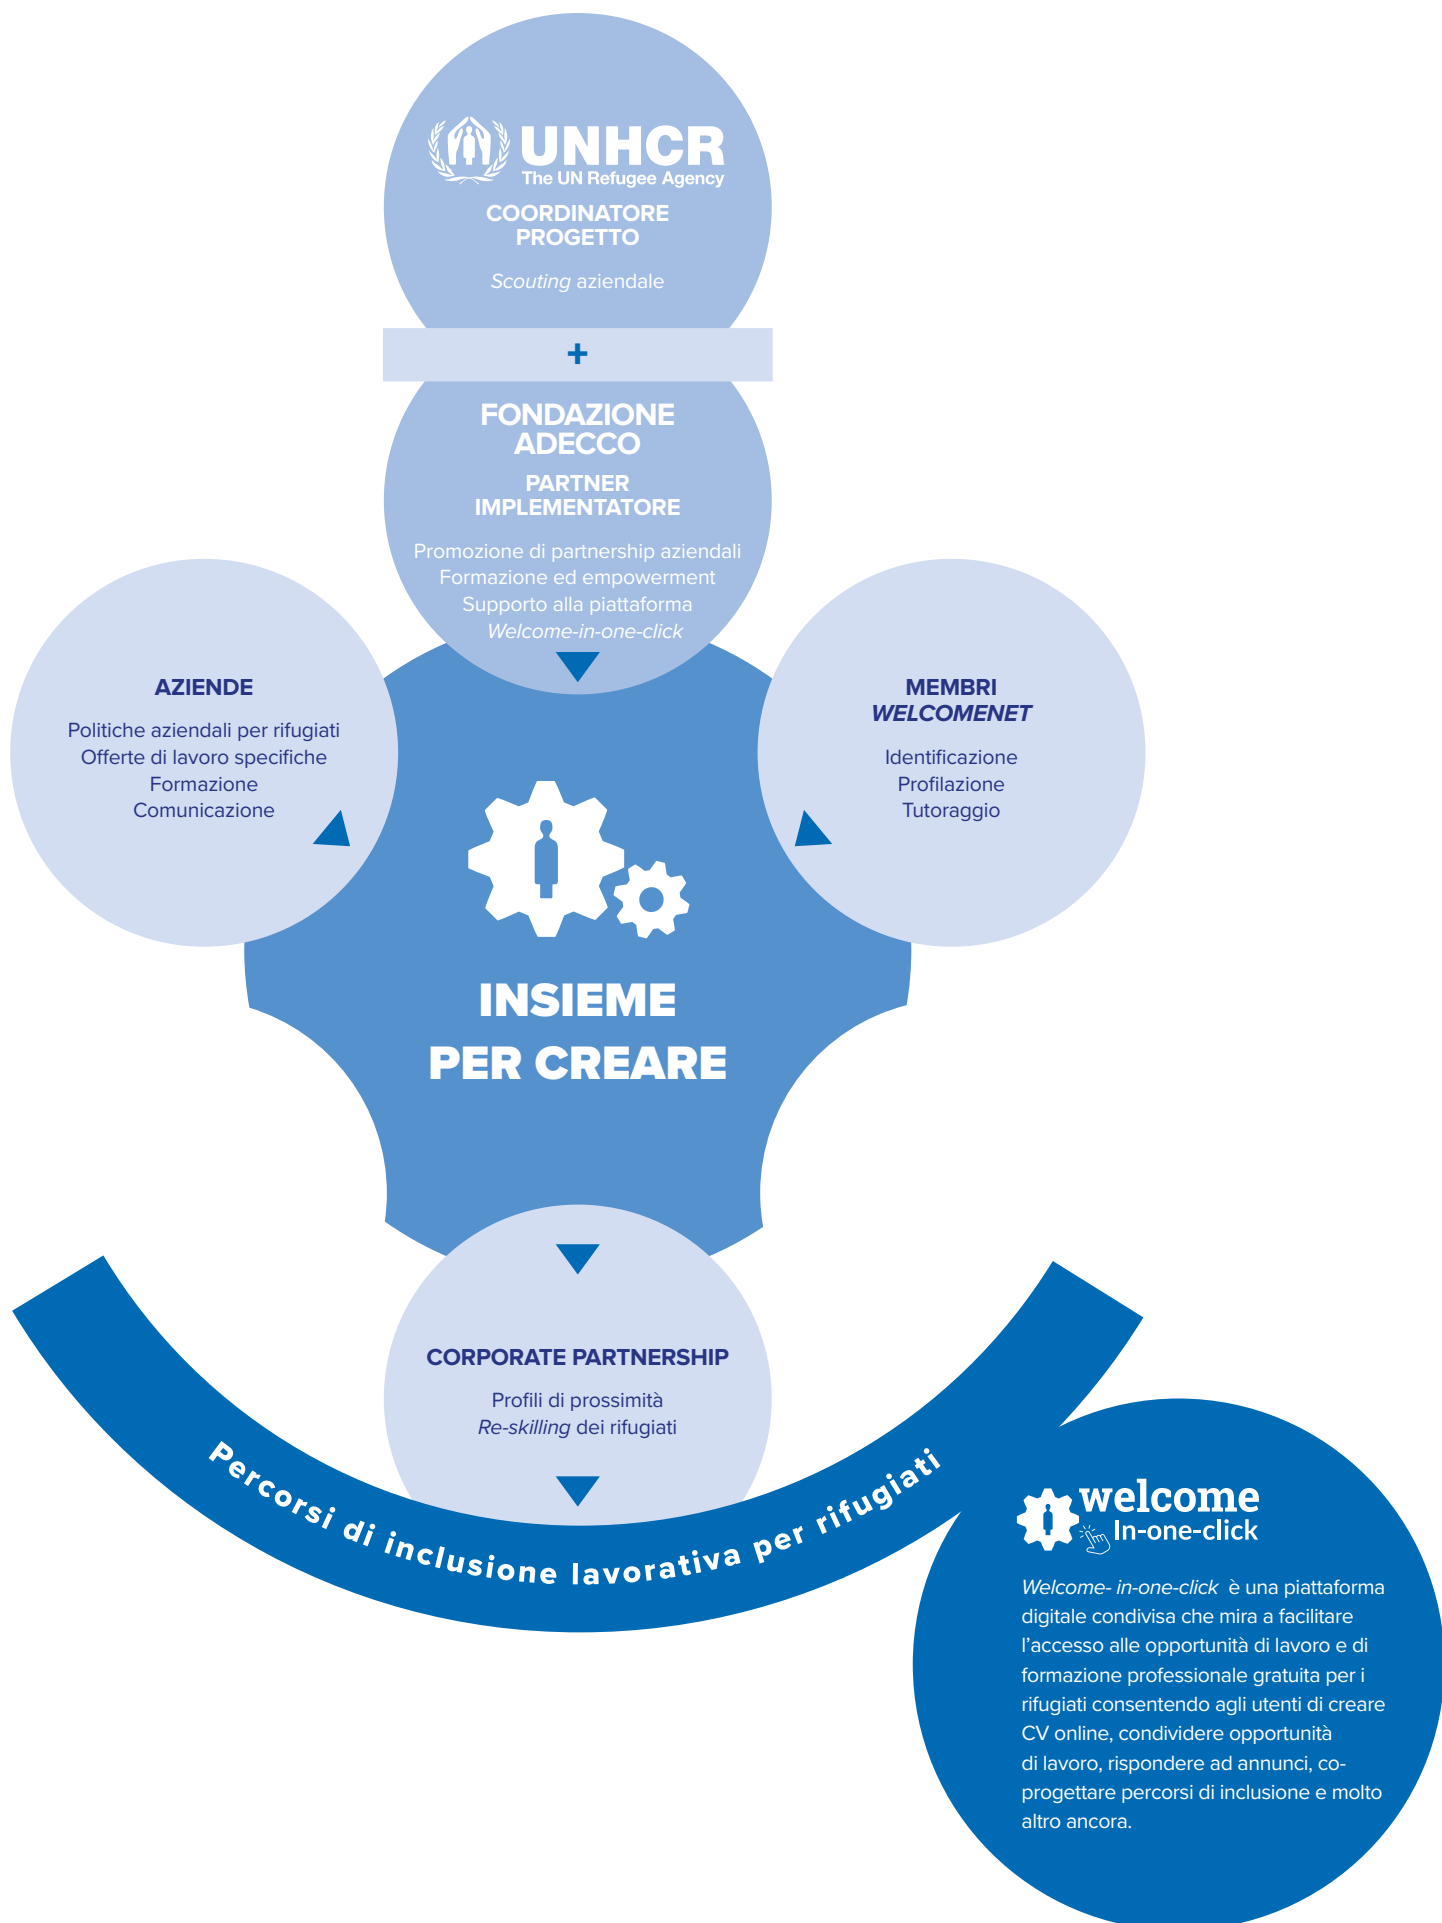 UNHCR
The UN Refugee Agency
COORDINATORE
PROGETTO
Scouting aziendale
+
FONDAZIONE
ADECCO
PARTNER
IMPLEMENTATORE
Promozione di partnership aziendali
Formazione ed empowerment
Supporto alla piattaforma
Welcome-in-one-click
AZIENDE
Politiche aziendali per rifugiati
Offerte di lavoro specifiche
Formazione
Comunicazione
MEMBRI
WELCOMENET
Identificazione
Profilazione
Tutoraggio
INSIEME
PER CREARE
CORPORATE PARTNERSHIP
Profili di prossimità
Re-skilling dei rifugiati
Percorsi di inclusione lavorativa per rifugiati
welcome
In-one-click
Welcome- in-one-click è una piattaforma
digitale condivisa che mira a facilitare
l’accesso alle opportunità di lavoro e di
formazione professionale gratuita per i
rifugiati consentendo agli utenti di creare
CV online, condividere opportunità
di lavoro, rispondere ad annunci, co-
progettare percorsi di inclusione e molto
altro ancora.